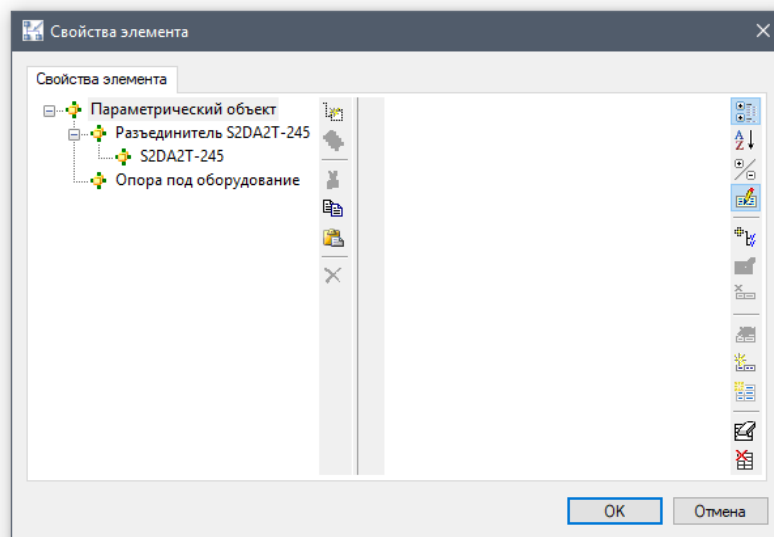 Свойства элемента
Свойства элемента
Параметрический объект
Разъединитель S2DA2T-245
S2DA2T-245
Опора под оборудование
OK
Отмена